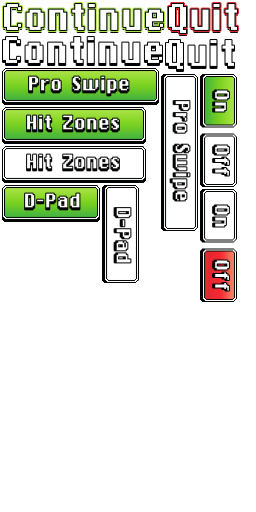 ContinueQuit
ContinueQuit
Pro Swipe
Hit Zones
Hit Zones
D-Pad
D-Pad
Pro Swipe
On
Off
On
Off